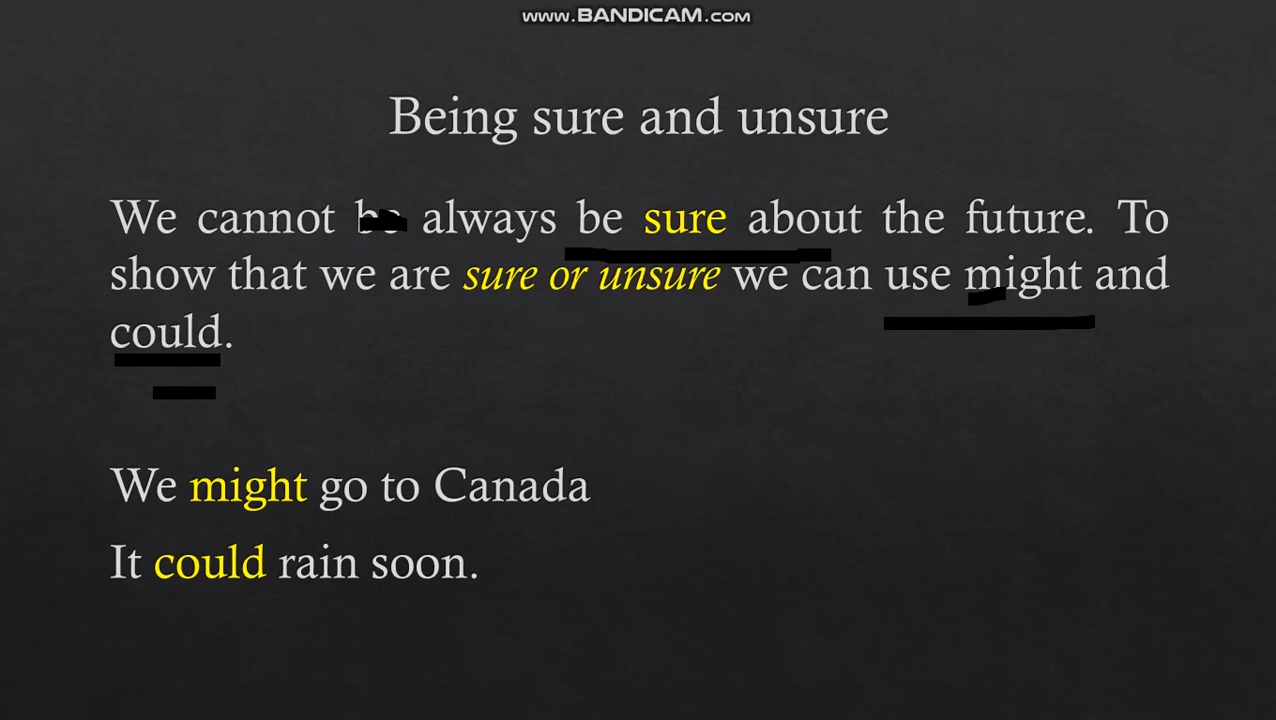 www.BANDICAM.com
Being sure and unsure
We cannot be always be sure about the future. To
show that we are sure or unsure we can use might and
could.
We might go to Canada
It could rain soon.